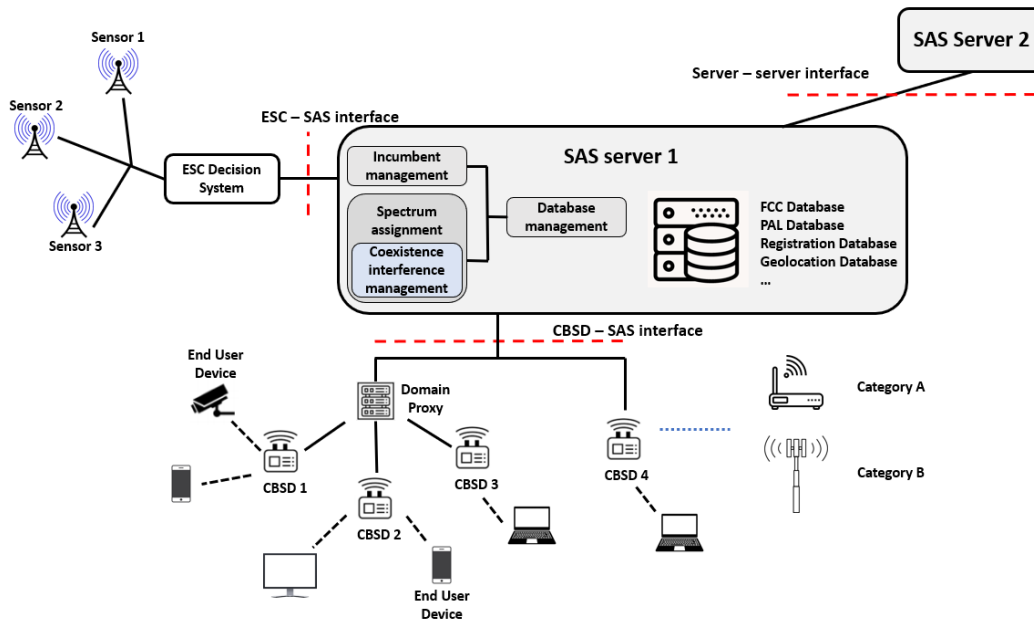 Sensor 1
SAS Server 2
Server – server interface
Sensor 2
ESC – SAS interface
ESC Decision
System
Sensor 3
SAS server 1
Incumbent
management
Spectrum
assignment
Coexistence
interference
management
Database
management
FCC Database
PAL Database
Registration Database
Geolocation Database
...
CBSD – SAS interface
End User
Device
Domain
Proxy
Category A
CBSD 1
CBSD 3
CBSD 4
Category B
CBSD 2
End User
Device